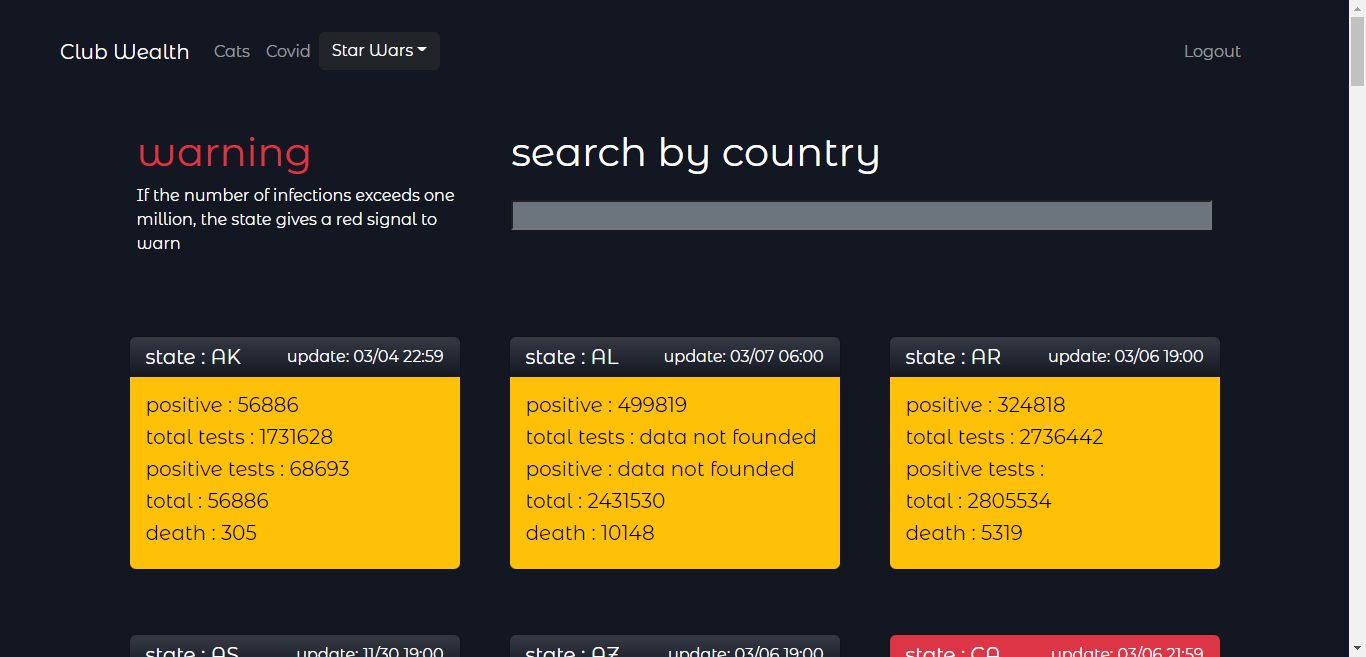 Club Wealth Cats Covid Star Wars Logout
warning
If the number of infections exceeds one
million, the state gives a red signal to
warn
search by country
state : AK update: 03/04 22:59
positive : 56886
total tests : 1731628
positive tests : 68693
total : 56886
death : 305
state : AL update: 03/07 06:00
positive : 499819
total tests : data not founded
positive : data not founded
total : 2431530
death : 10148
state : AR update: 03/06 19:00
positive : 324818
total tests : 2736442
positive tests :
total : 2805534
death : 5319
state : AS update: 11/30 19:00
state : AZ update: 03/06 19:00
state : CA update: 03/06 21:59